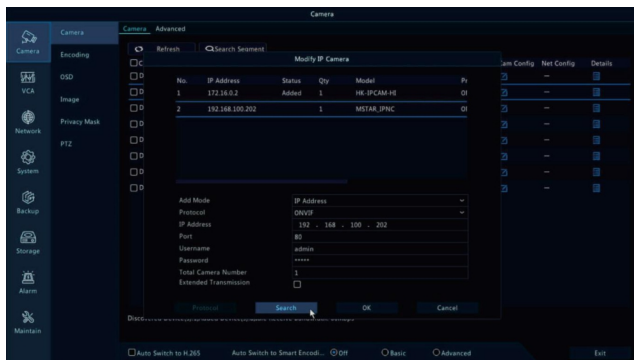 Camera
Camera
Camera Advanced
Camera
Refresh
Search Segment
Modify IP Camera
Encoding
Cam Config Net Config Details
No. IP Address Status Qty Model
OSD
1 172.16.0.2 Added 1 HK-IPCAM-HI
VCA
Image
2 192.168.100.202 1 MSTAR_IPNC
Privacy Mask
Network
PTZ
System
Backup
Add Mode IP Address
Protocol ONVIF
IP Address 192 . 168 . 100 . 202
Port 80
Storage
Username admin
Password *****
Total Camera Number 1
Extended Transmission
Alarm
Protocol Search OK Cancel
Maintain
Auto Switch to H.265 Auto Switch to Smart Encodi... Off Basic Advanced Exit